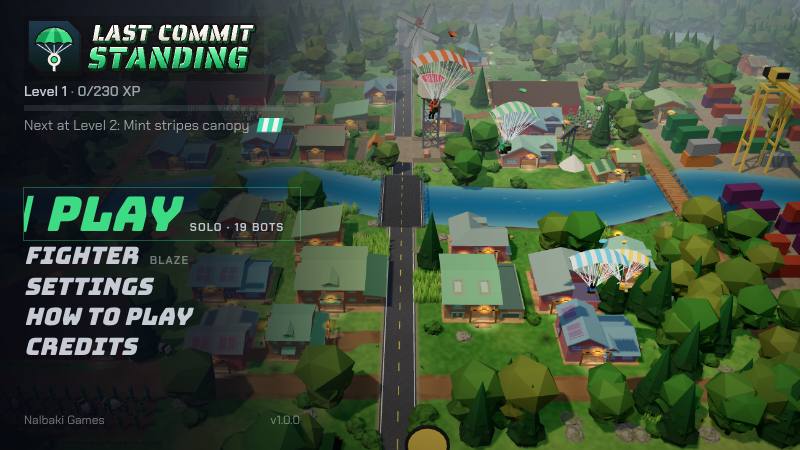 LAST COMMIT
STANDING
Level 1 · 0/230 XP
Next at Level 2: Mint stripes canopy
PLAY SOLO · 19 BOTS
FIGHTER BLAZE
SETTINGS
HOW TO PLAY
CREDITS
Nalbaki Games v1.0.0